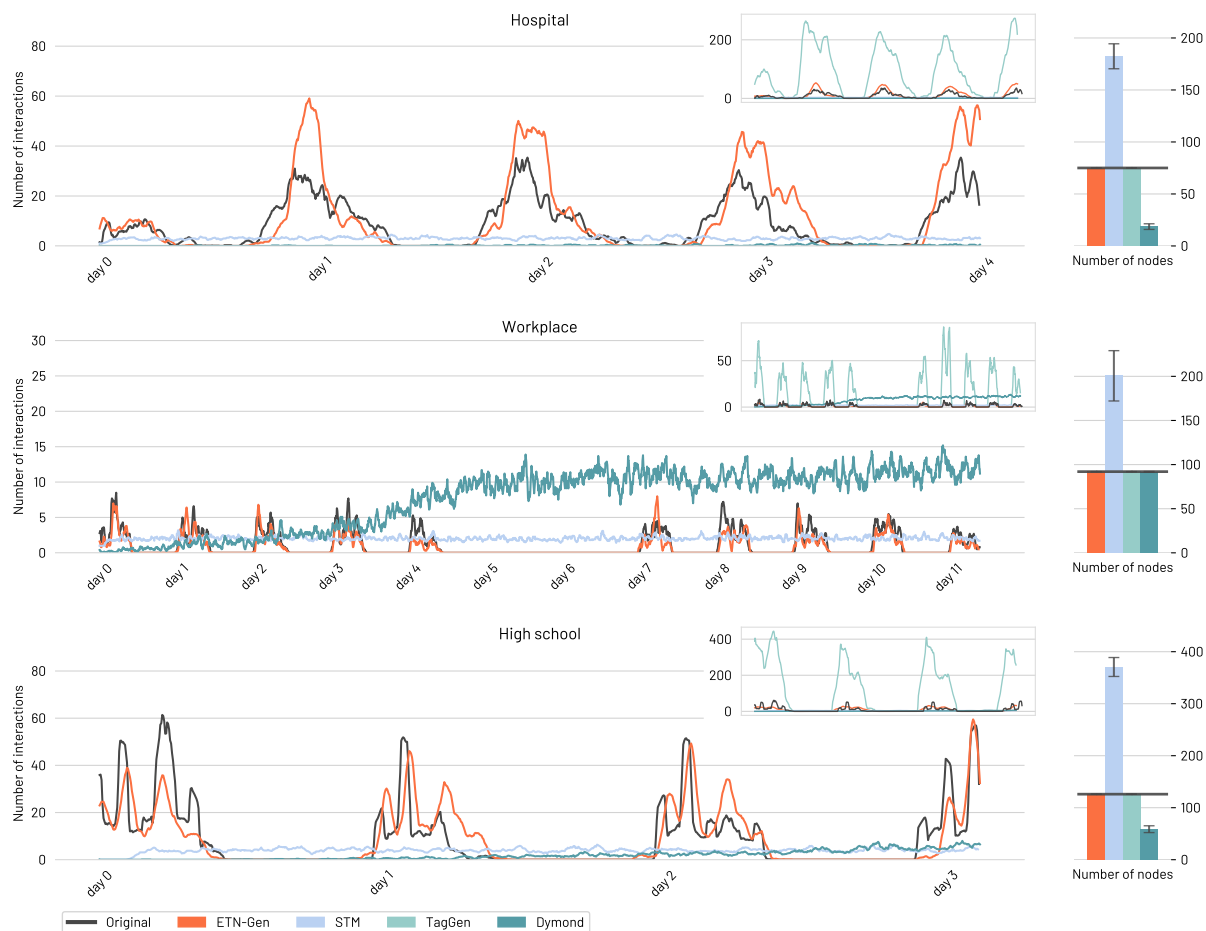 Hospital
Number of interactions
80
60
40
20
0
day 0
day 1
day 2
day 3
day 4
200
0
200
150
100
50
0
Number of nodes
Workplace
Number of interactions
30
25
20
15
10
5
0
day 0
day 1
day 2
day 3
day 4
day 5
day 6
day 7
day 8
day 9
day 10
day 11
50
0
200
150
100
50
0
Number of nodes
High school
Number of interactions
80
60
40
20
0
day 0
day 1
day 2
day 3
400
200
0
400
300
200
100
0
Number of nodes
Original ETN-Gen STM TagGen Dymond